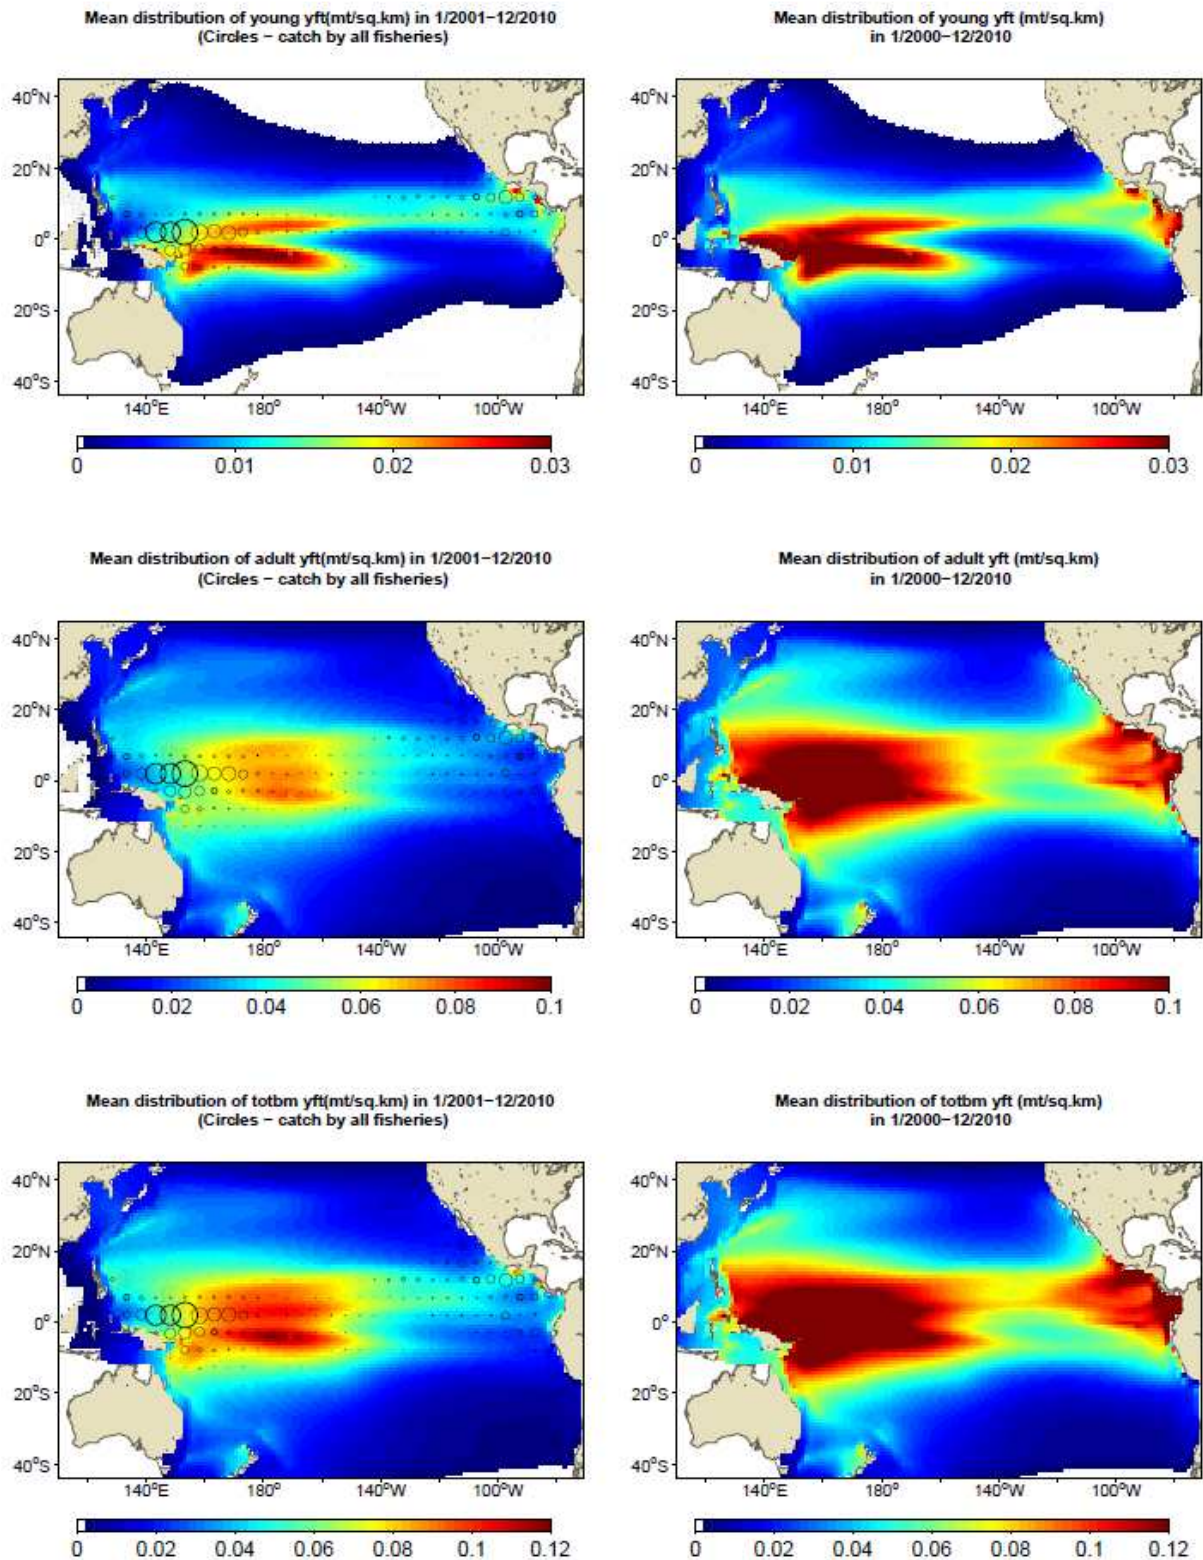 Mean distribution of young yft(mt/sq.km) in 1/2001−12/2010
(Circles − catch by all fisheries)
Mean distribution of young yft (mt/sq.km)
in 1/2000−12/2010
40°N
20°N
0°
20°S
40°S
140°E 180° 140°W 100°W
0 0.01 0.02 0.03
40°N
20°N
0°
20°S
40°S
140°E 180° 140°W 100°W
0 0.01 0.02 0.03
Mean distribution of adult yft(mt/sq.km) in 1/2001−12/2010
(Circles − catch by all fisheries)
Mean distribution of adult yft (mt/sq.km)
in 1/2000−12/2010
40°N
20°N
0°
20°S
40°S
140°E 180° 140°W 100°W
0 0.02 0.04 0.06 0.08 0.1
40°N
20°N
0°
20°S
40°S
140°E 180° 140°W 100°W
0 0.02 0.04 0.06 0.08 0.1
Mean distribution of totbm yft(mt/sq.km) in 1/2001−12/2010
(Circles − catch by all fisheries)
Mean distribution of totbm yft (mt/sq.km)
in 1/2000−12/2010
40°N
20°N
0°
20°S
40°S
140°E 180° 140°W 100°W
0 0.02 0.04 0.06 0.08 0.1 0.12
40°N
20°N
0°
20°S
40°S
140°E 180° 140°W 100°W
0 0.02 0.04 0.06 0.08 0.1 0.12